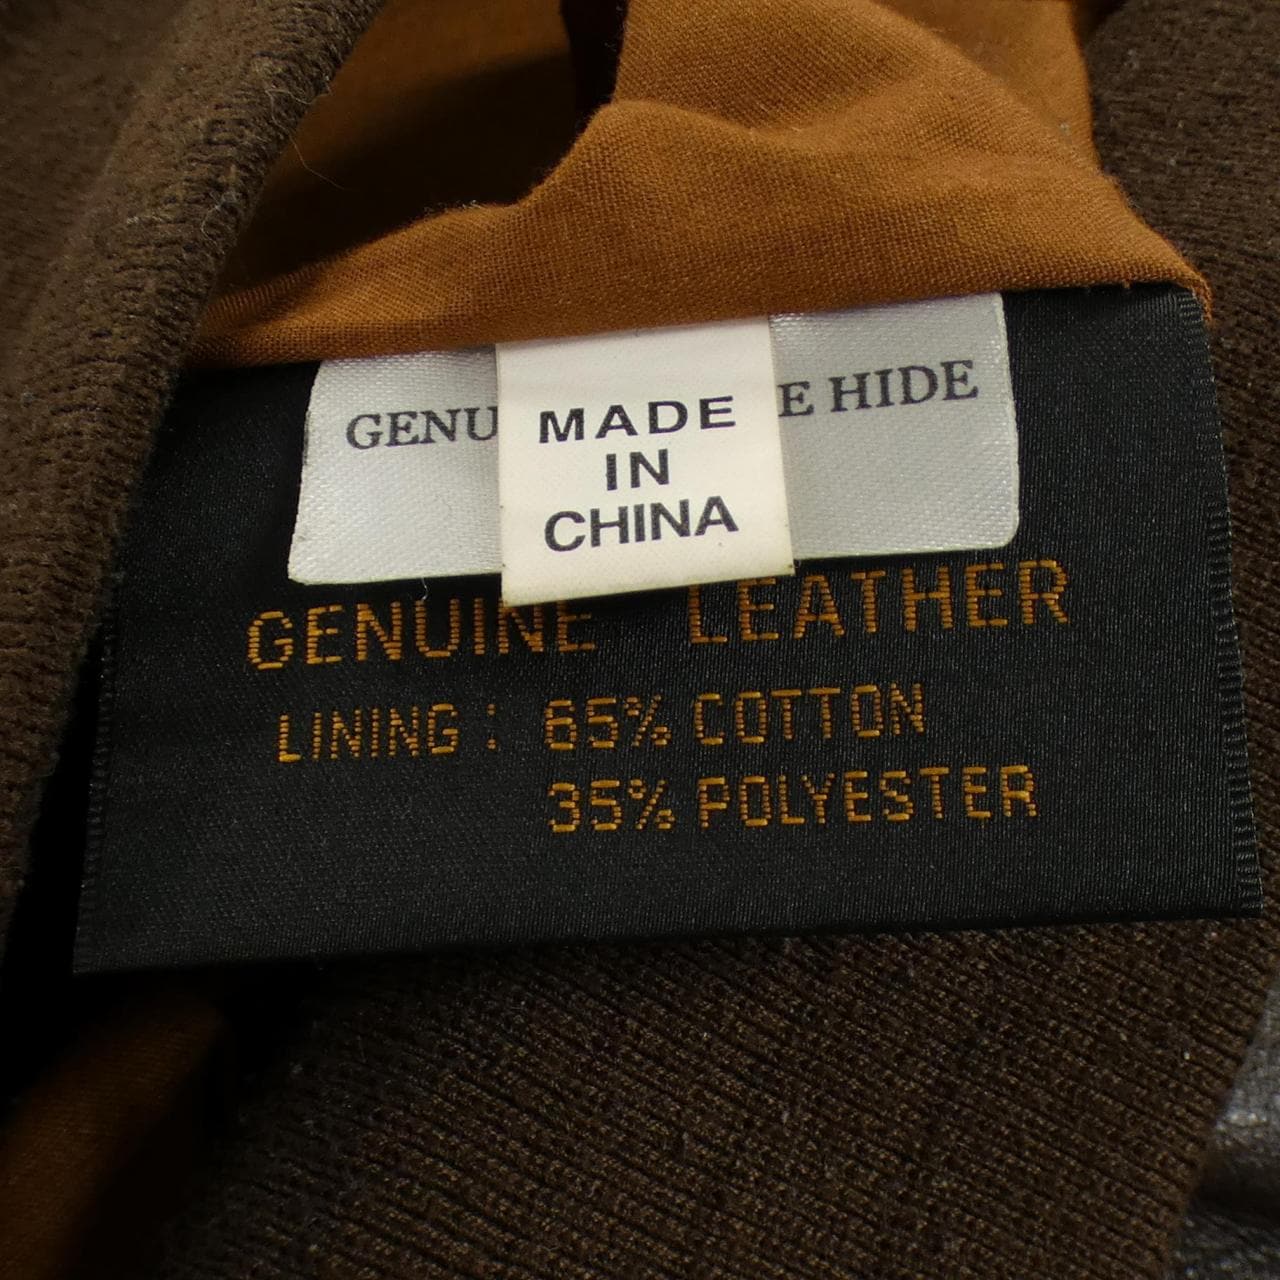 GENU E HIDE
MADE
IN
CHINA
GENUINE LEATHER
LINING : 65% COTTON
35% POLYESTER